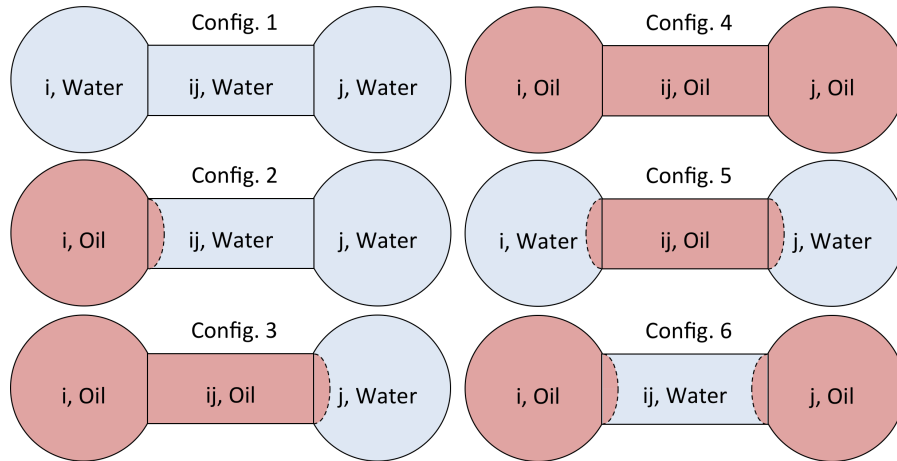 Config. 1
i, Water
ij, Water
j, Water
Config. 2
i, Oil
ij, Water
j, Water
Config. 3
i, Oil
ij, Oil
j, Water
Config. 4
i, Oil
ij, Oil
j, Oil
Config. 5
i, Water
ij, Oil
j, Water
Config. 6
i, Oil
ij, Water
j, Oil